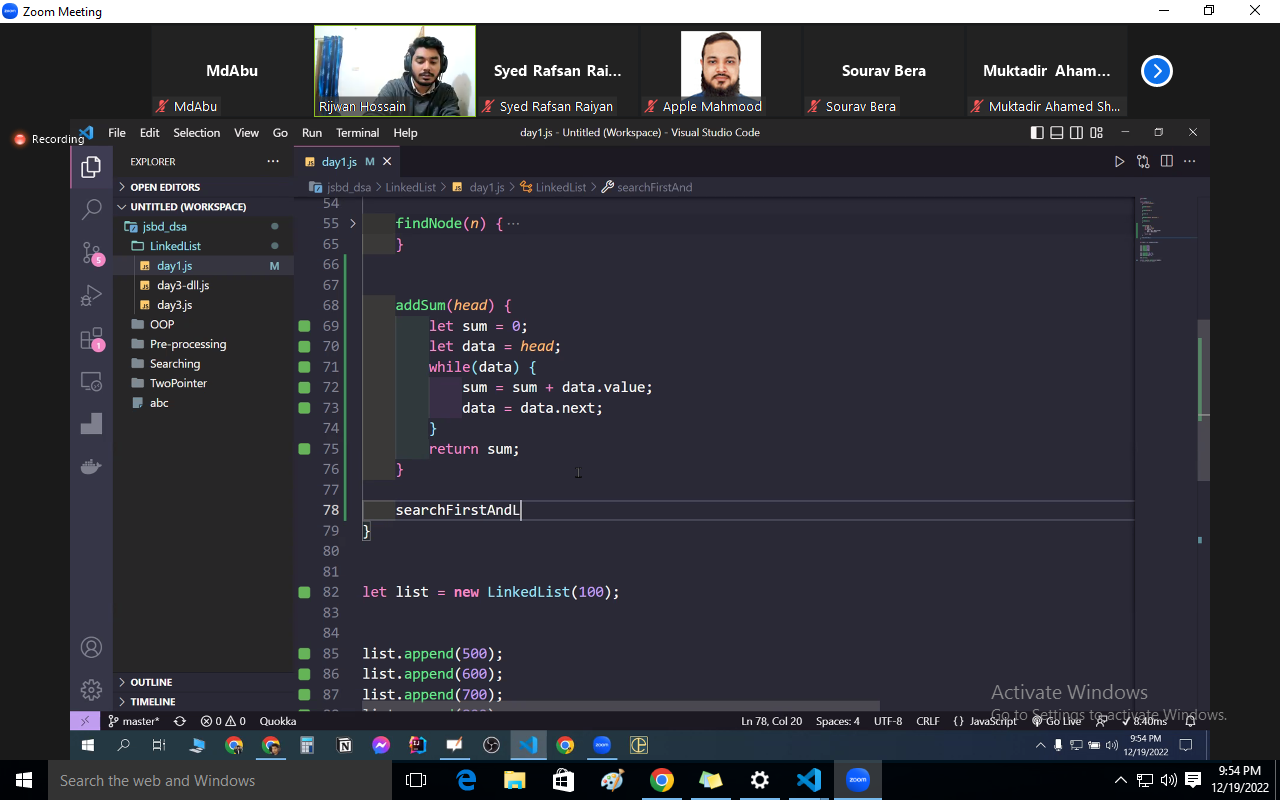 Zoom Meeting
MdAbu
Syed Rafsan Rai...
Sourav Bera
Muktadir Aham...
MdAbu
Rijwan Hossain
Syed Rafsan Raiyan
Apple Mahmood
Sourav Bera
Muktadir Ahamed Sh...
Recording
File Edit Selection View Go Run Terminal Help
day1.js - Untitled (Workspace) - Visual Studio Code
EXPLORER
day1.js M
OPEN EDITORS
jsbd_dsa > LinkedList > day1.js > LinkedList > searchFirstAnd
UNTITLED (WORKSPACE)
jsbd_dsa
LinkedList
day1.js M
day3-dll.js
day3.js
OOP
Pre-processing
Searching
TwoPointer
abc
5
1
54
55 findNode(n) { ...
65 }
66
67
68 addSum(head) {
69 let sum = 0;
70 let data = head;
71 while(data) {
72 sum = sum + data.value;
73 data = data.next;
74 }
75 return sum;
76 }
77
78 searchFirstAndL
79 }
80
81
82 let list = new LinkedList(100);
83
84
85 list.append(500);
86 list.append(600);
87 list.append(700);
OUTLINE
TIMELINE
Activate Windows
Go to Settings to activate Windows.
master* 0 0 Quokka
Ln 78, Col 20 Spaces: 4 UTF-8 CRLF {} JavaScript Go Live ✓ 8.40ms
9:54 PM
12/19/2022
Search the web and Windows
zoom
9:54 PM
12/19/2022